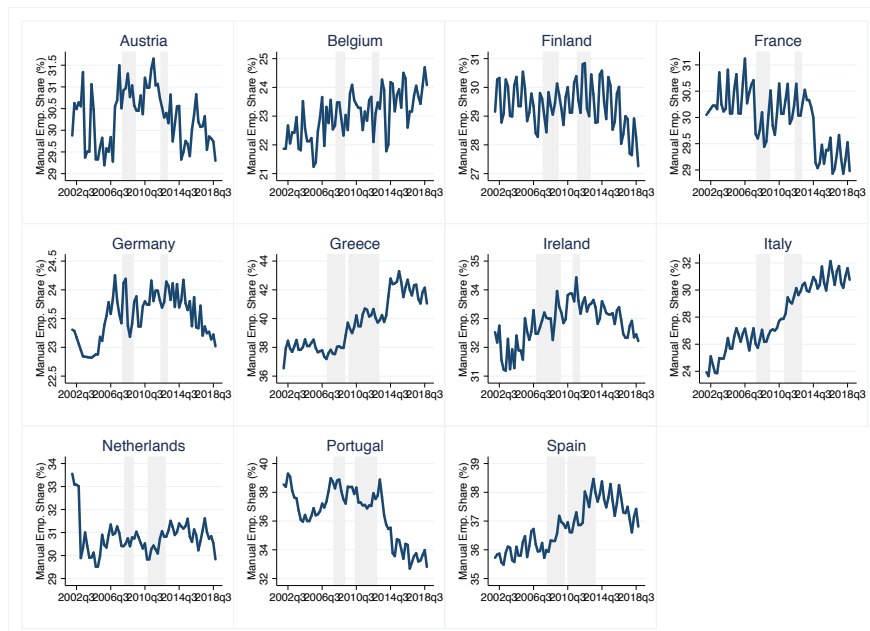 Austria
Manual Emp. Share (%)
31.5
31
30.5
30
29.5
29
2002q3 2006q3 2010q3 2014q3 2018q3
Belgium
Manual Emp. Share (%)
25
24
23
22
21
2002q3 2006q3 2010q3 2014q3 2018q3
Finland
Manual Emp. Share (%)
31
30
29
28
27
2002q3 2006q3 2010q3 2014q3 2018q3
France
Manual Emp. Share (%)
31
30.5
30
29.5
29
2002q3 2006q3 2010q3 2014q3 2018q3
Germany
Manual Emp. Share (%)
24.5
24
23.5
23
22.5
2002q3 2006q3 2010q3 2014q3 2018q3
Greece
Manual Emp. Share (%)
44
42
40
38
36
2002q3 2006q3 2010q3 2014q3 2018q3
Ireland
Manual Emp. Share (%)
35
34
33
32
31
2002q3 2006q3 2010q3 2014q3 2018q3
Italy
Manual Emp. Share (%)
32
30
28
26
24
2002q3 2006q3 2010q3 2014q3 2018q3
Netherlands
Manual Emp. Share (%)
34
33
32
31
30
29
2002q3 2006q3 2010q3 2014q3 2018q3
Portugal
Manual Emp. Share (%)
40
38
36
34
32
2002q3 2006q3 2010q3 2014q3 2018q3
Spain
Manual Emp. Share (%)
39
38
37
36
35
2002q3 2006q3 2010q3 2014q3 2018q3